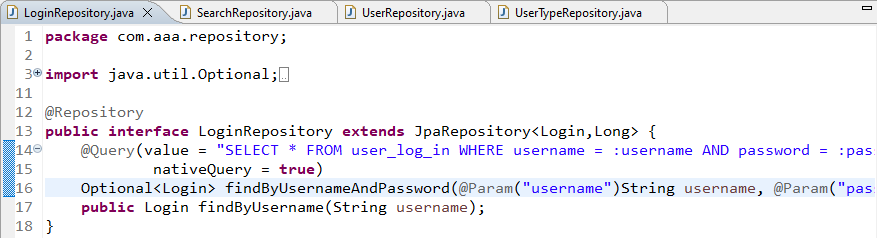 LoginRepository.java SearchRepository.java UserRepository.java UserTypeRepository.java
1 package com.aaa.repository;
2
3 import java.util.Optional;
11
12 @Repository
13 public interface LoginRepository extends JpaRepository<Login,Long> {
14 @Query(value = "SELECT * FROM user_log_in WHERE username = :username AND password = :pas
15 nativeQuery = true)
16 Optional<Login> findByUsernameAndPassword(@Param("username")String username, @Param("pas
17 public Login findByUsername(String username);
18 }